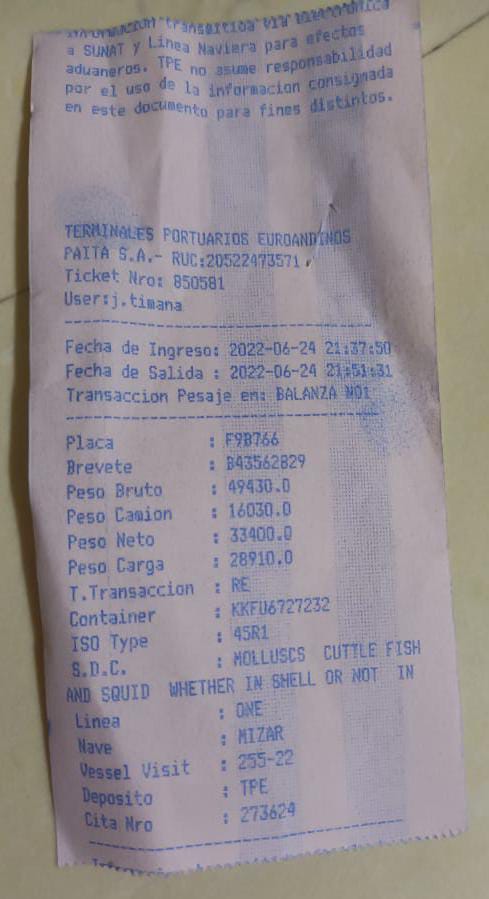 a SUNAT y Linea Naviera para efectos
aduaneros. TPE no asume responsabilidad
por el uso de la informacion consignada
en este documento para fines distintos.
TERMINALES PORTUARIOS EUROANDINOS
PAITA S.A.- RUC:20522473571
Ticket Nro: 850581
User:j.timana
Fecha de Ingreso: 2022-06-24 21:37:50
Fecha de Salida : 2022-06-24 21:51:31
Transaccion Pesaje en: BALANZA NO1
Placa : F9B766
Brevete : B43562829
Peso Bruto : 49430.0
Peso Camion : 16030.0
Peso Neto : 33400.0
Peso Carga : 28910.0
T.Transaccion : RE
Container : KKFU6727232
ISO Type : 45R1
S.D.C. : MOLLUSCS CUTTLE FISH
AND SQUID WHETHER IN SHELL OR NOT IN
Linea : ONE
Nave : MIZAR
Vessel Visit : 255-22
Deposito : TPE
Cita Nro : 273624